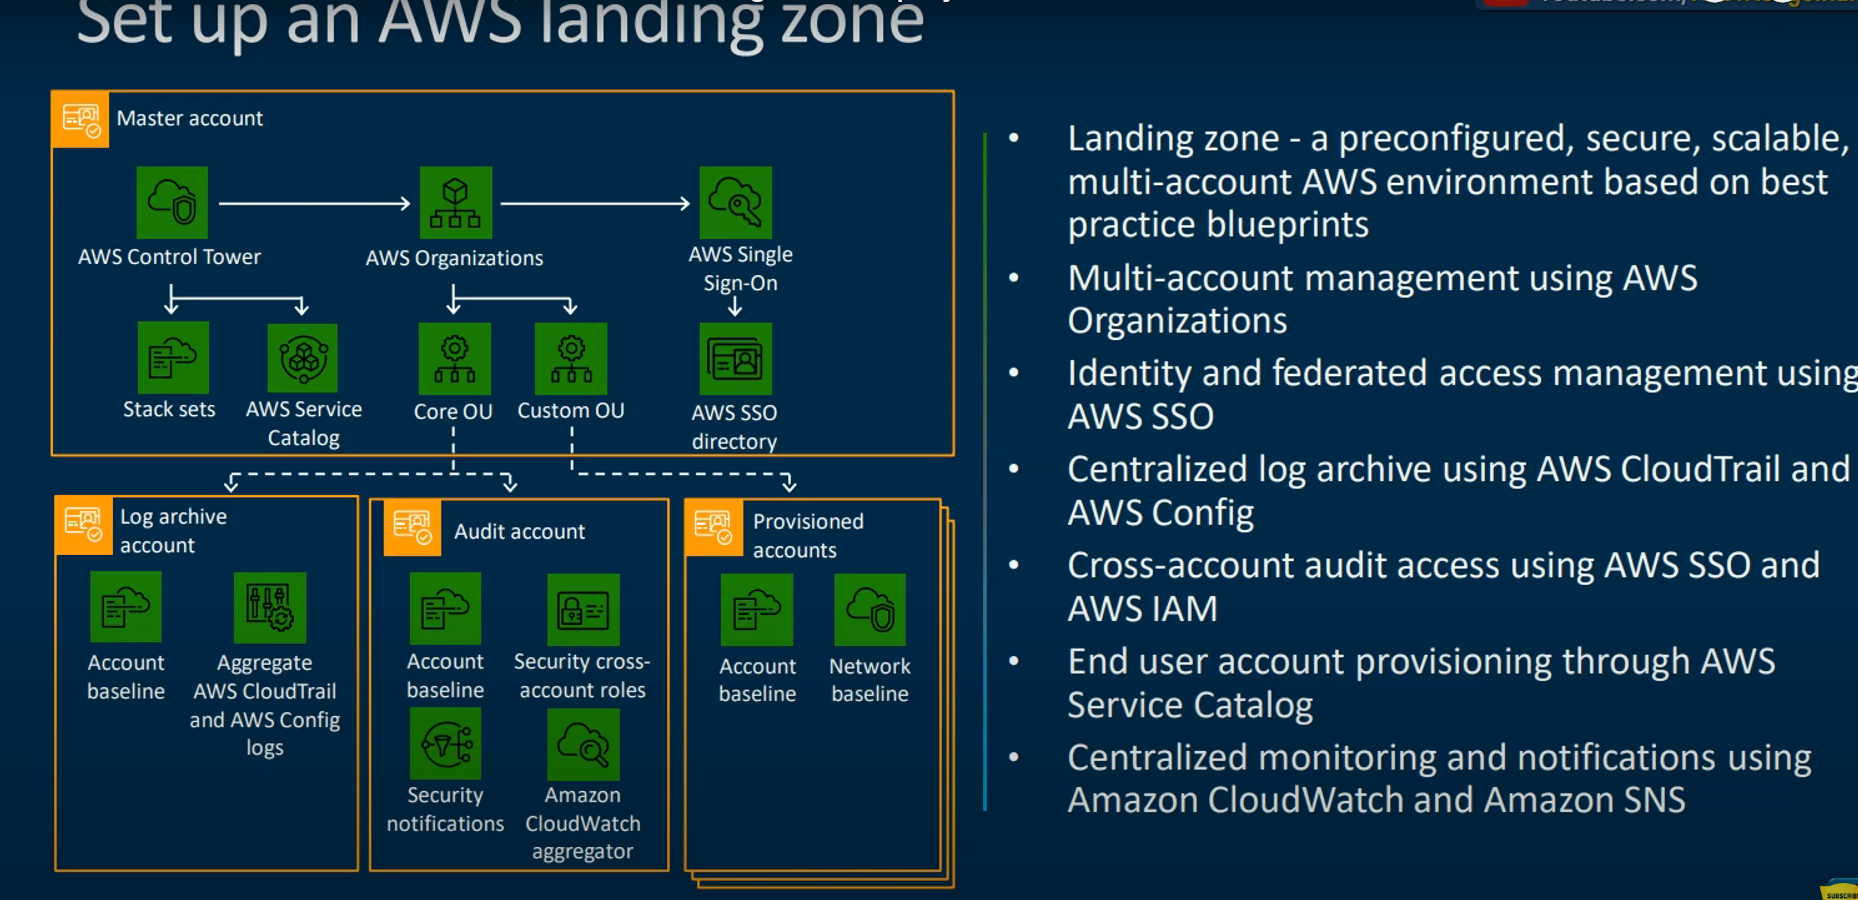 Set up an AWS landing zone
Master account
AWS Control Tower
AWS Organizations
AWS Single
Sign-On
Stack sets
AWS Service
Catalog
Core OU
Custom OU
AWS SSO
directory
Log archive
account
Account
baseline
Aggregate
AWS CloudTrail
and AWS Config
logs
Audit account
Account
baseline
Security cross-
account roles
Security
notifications
Amazon
CloudWatch
aggregator
Provisioned
accounts
Account
baseline
Network
baseline
• Landing zone - a preconfigured, secure, scalable,
multi-account AWS environment based on best
practice blueprints
• Multi-account management using AWS
Organizations
• Identity and federated access management using
AWS SSO
• Centralized log archive using AWS CloudTrail and
AWS Config
• Cross-account audit access using AWS SSO and
AWS IAM
• End user account provisioning through AWS
Service Catalog
• Centralized monitoring and notifications using
Amazon CloudWatch and Amazon SNS